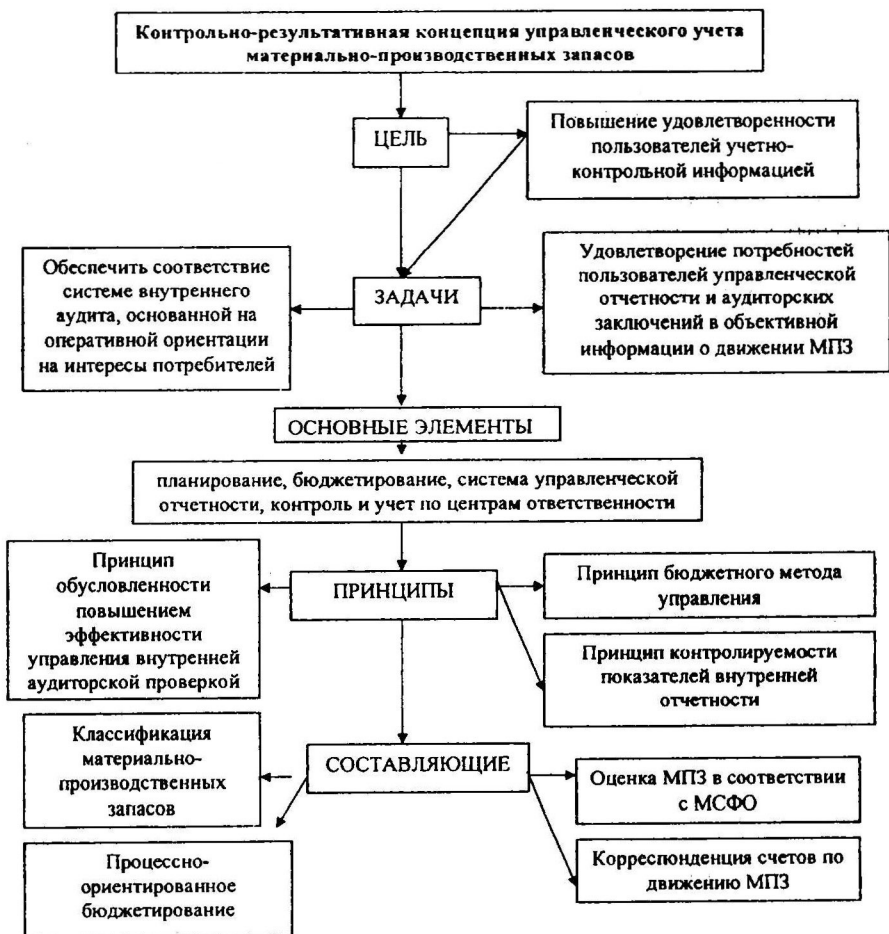 Контрольно-результативная концепция управленческого учета
материально-производственных запасов
ЦЕЛЬ
Повышение удовлетворенности
пользователей учетно-
контрольной информацией
Обеспечить соответствие
системе внутреннего
аудита, основанной на
оперативной ориентации
на интересы потребителей
ЗАДАЧИ
Удовлетворение потребностей
пользователей управленческой
отчетности и аудиторских
заключений в объективной
информации о движении МПЗ
ОСНОВНЫЕ ЭЛЕМЕНТЫ
планирование, бюджетирование, система управленческой
отчетности, контроль и учет по центрам ответственности
Принцип
обусловленности
повышением
эффективности
управления внутренней
аудиторской проверкой
ПРИНЦИПЫ
Принцип бюджетного метода
управления
Принцип контролируемости
показателей внутренней
отчетности
Классификация
материально-
производственных
запасов
СОСТАВЛЯЮЩИЕ
Оценка МПЗ в соответствии
с МСФО
Процессно-
ориентированное
бюджетирование
Корреспонденция счетов по
движению МПЗ